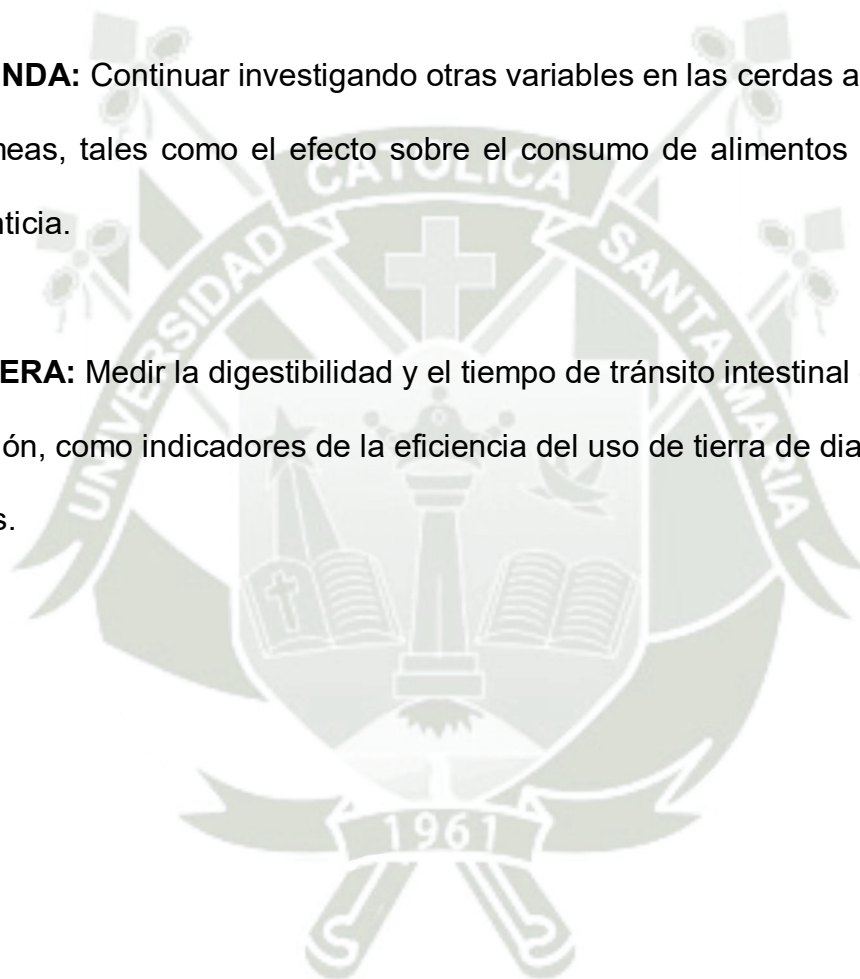 NDA: Continuar investigando otras variables en las cerdas a
neas, tales como el efecto sobre el consumo de alimentos
nticia.
ERA: Medir la digestibilidad y el tiempo de tránsito intestinal
ón, como indicadores de la eficiencia del uso de tierra de dia
s.
UNIVERSIDAD CATOLICA SANTA MARIA
1961